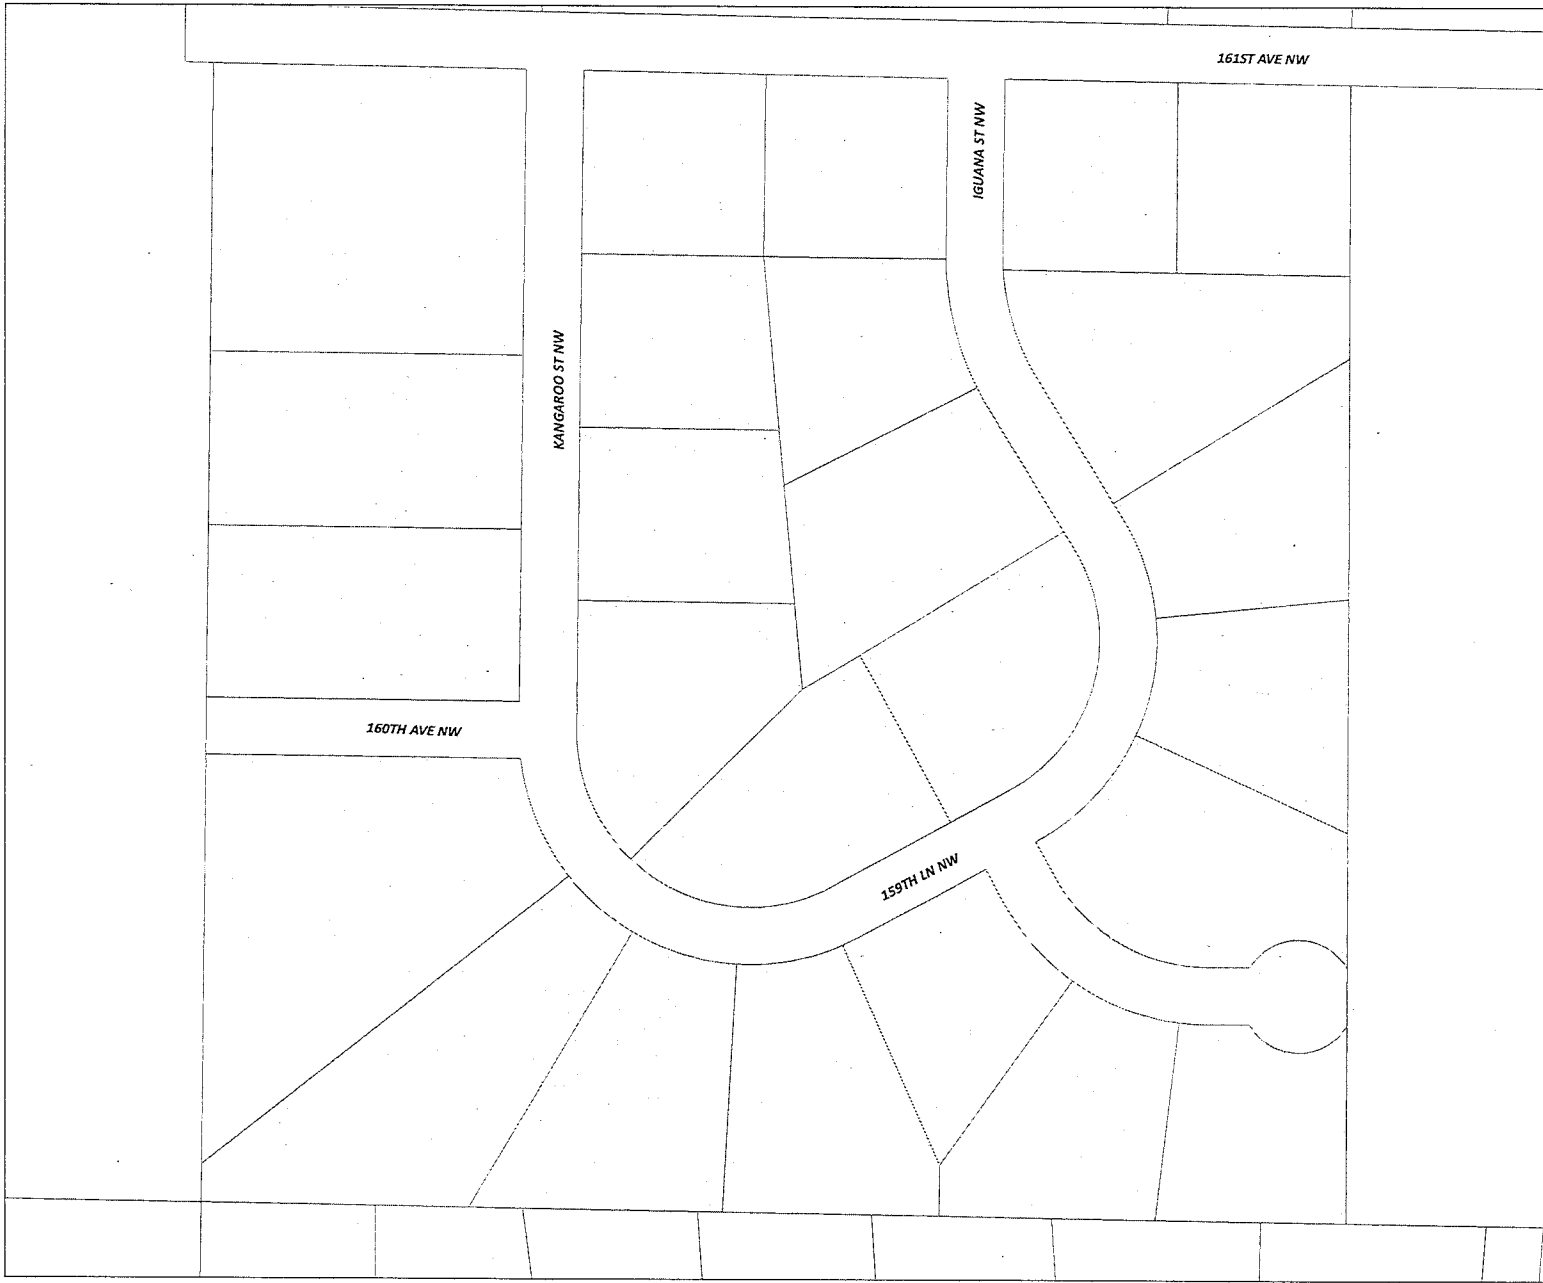 161ST AVE NW
IGUANA ST NW
KANGAROO ST NW
160TH AVE NW
159TH LN NW